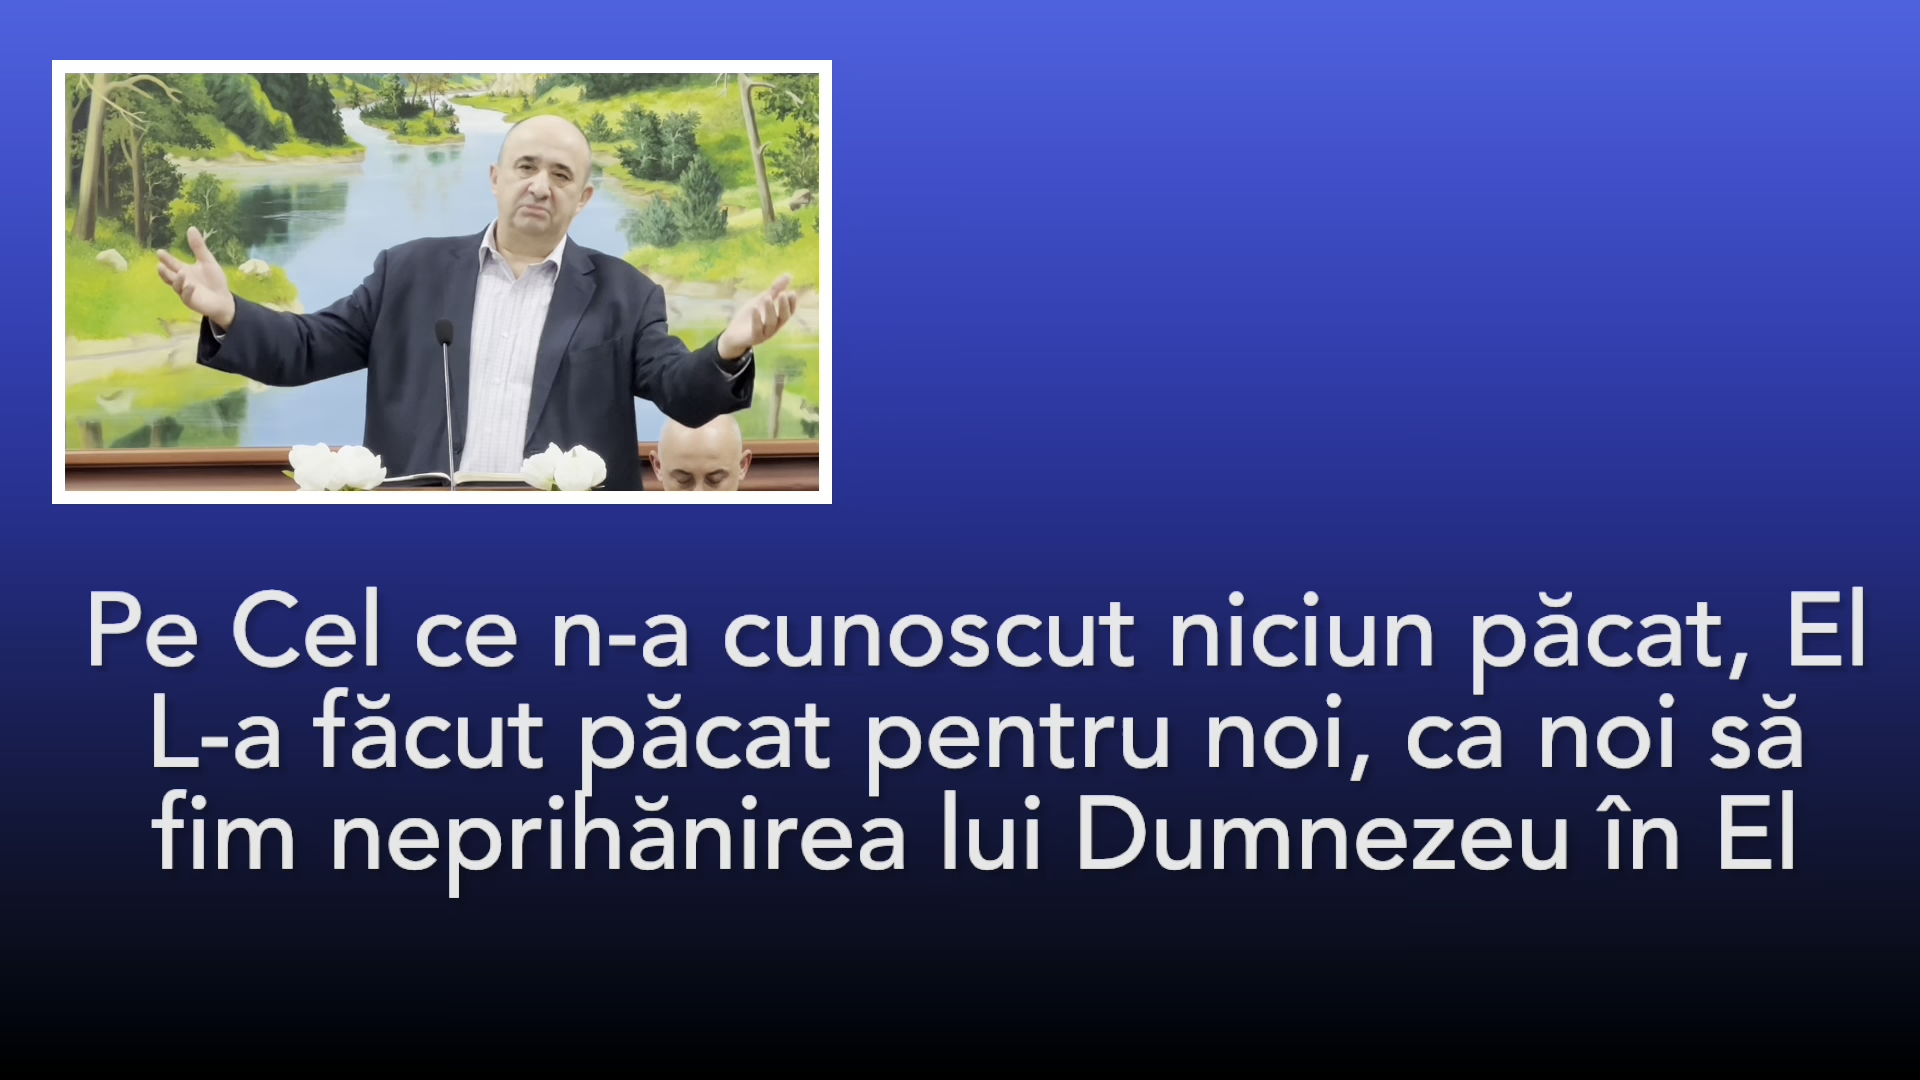 Pe Cel ce n-a cunoscut niciun păcat, El
L-a făcut păcat pentru noi, ca noi să
fim neprihănirea lui Dumnezeu în El